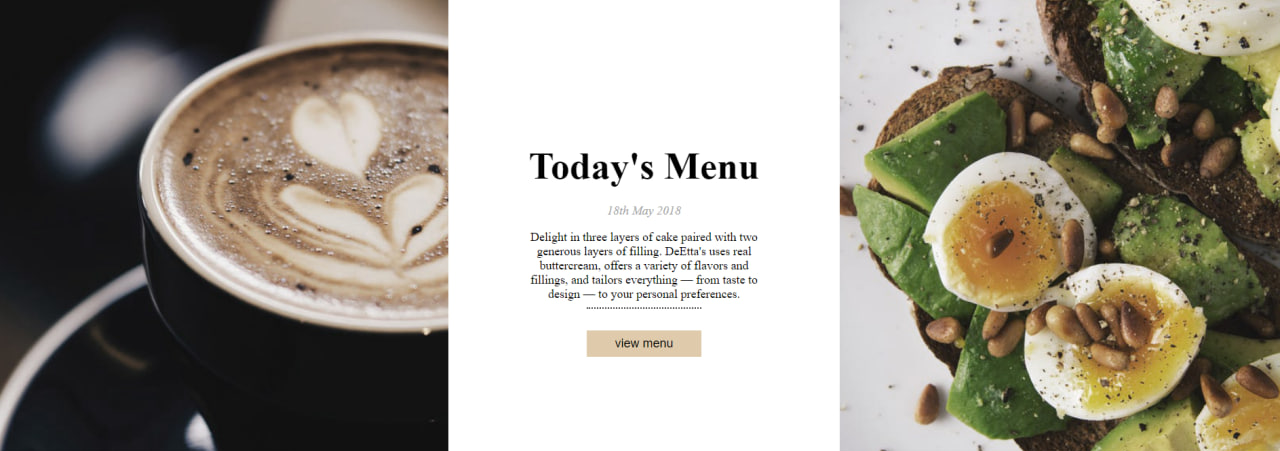 Today's Menu
18th May 2018
Delight in three layers of cake paired with two
generous layers of filling. DeEtta's uses real
buttercream, offers a variety of flavors and
fillings, and tailors everything — from taste to
design — to your personal preferences.
view menu